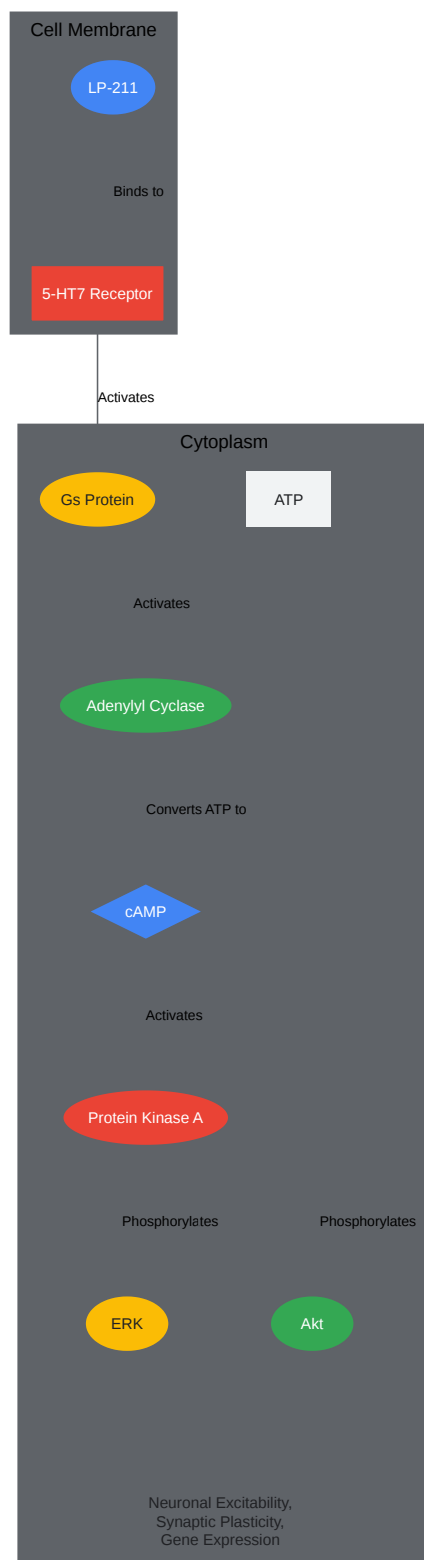 Cell Membrane
LP-211
Binds to
5-HT7 Receptor
Activates
Cytoplasm
Gs Protein
ATP
Activates
Adenylyl Cyclase
Converts ATP to
cAMP
Activates
Protein Kinase A
Phosphorylates
Phosphorylates
ERK
Akt
Neuronal Excitability,
Synaptic Plasticity,
Gene Expression